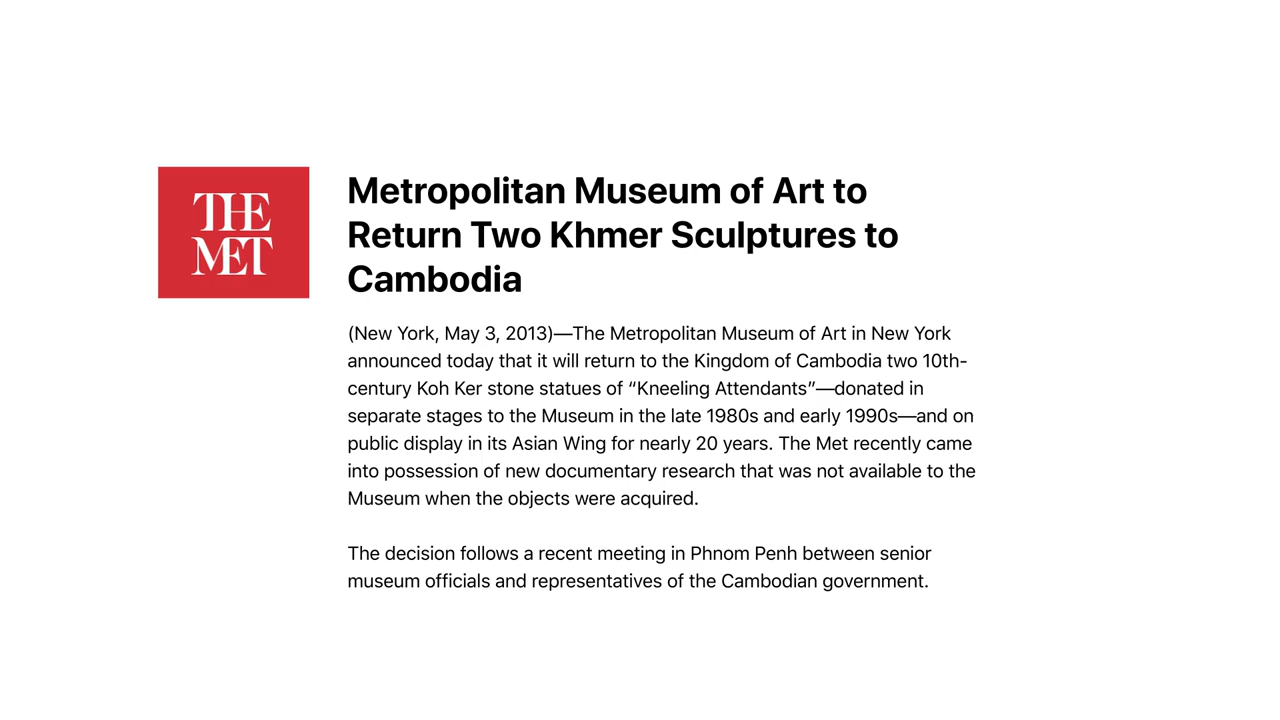 THE
MET
Metropolitan Museum of Art to
Return Two Khmer Sculptures to
Cambodia
(New York, May 3, 2013)—The Metropolitan Museum of Art in New York
announced today that it will return to the Kingdom of Cambodia two 10th-
century Koh Ker stone statues of “Kneeling Attendants”—donated in
separate stages to the Museum in the late 1980s and early 1990s—and on
public display in its Asian Wing for nearly 20 years. The Met recently came
into possession of new documentary research that was not available to the
Museum when the objects were acquired.
The decision follows a recent meeting in Phnom Penh between senior
museum officials and representatives of the Cambodian government.